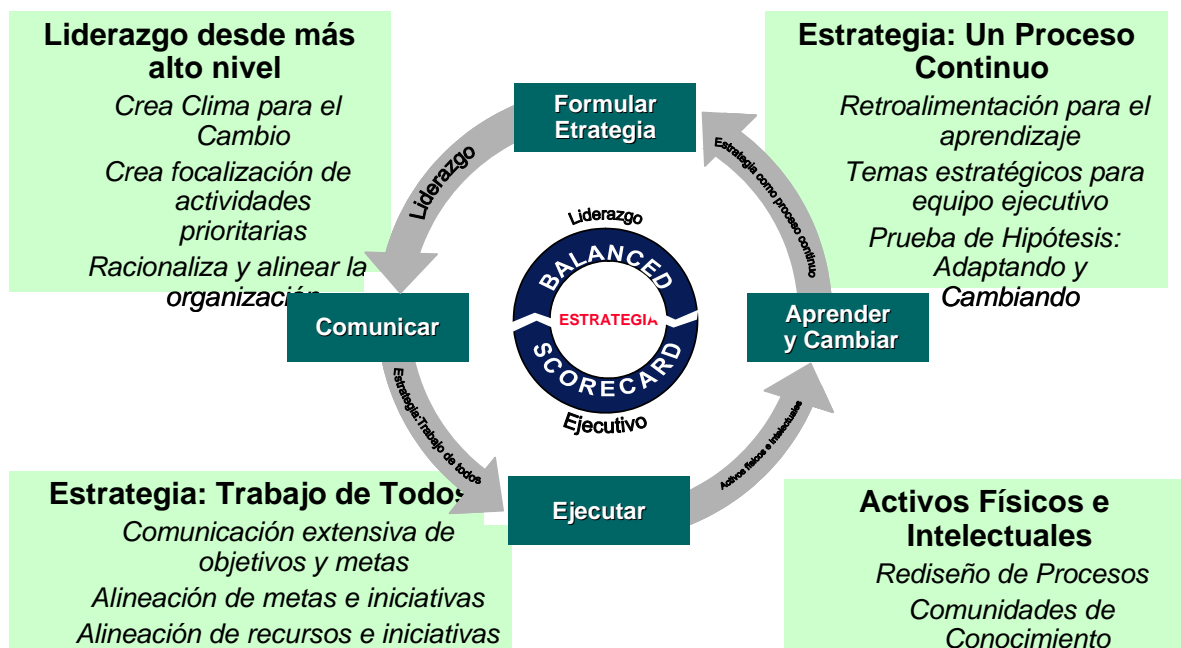 Liderazgo desde más
alto nivel
Crea Clima para el
Cambio
Crea focalización de
actividades
prioritarias
Racionaliza y alinear la
organización
Estrategia: Un Proceso
Continuo
Retroalimentación para el
aprendizaje
Temas estratégicos para
equipo ejecutivo
Prueba de Hipótesis:
Adaptando y
Cambiando
Formular
Etrategia
Liderazgo
Estrategia como proceso continuo
Liderazgo
BALANCED
ESTRATEGIA
SCORECARD
Ejecutivo
Comunicar
Aprender
y Cambiar
Estrategia:Trabajo de todos
Activos físicos e intelectuales
Ejecutar
Estrategia: Trabajo de Todos
Comunicación extensiva de
objetivos y metas
Alineación de metas e iniciativas
Alineación de recursos e iniciativas
Activos Físicos e
Intelectuales
Rediseño de Procesos
Comunidades de
Conocimiento